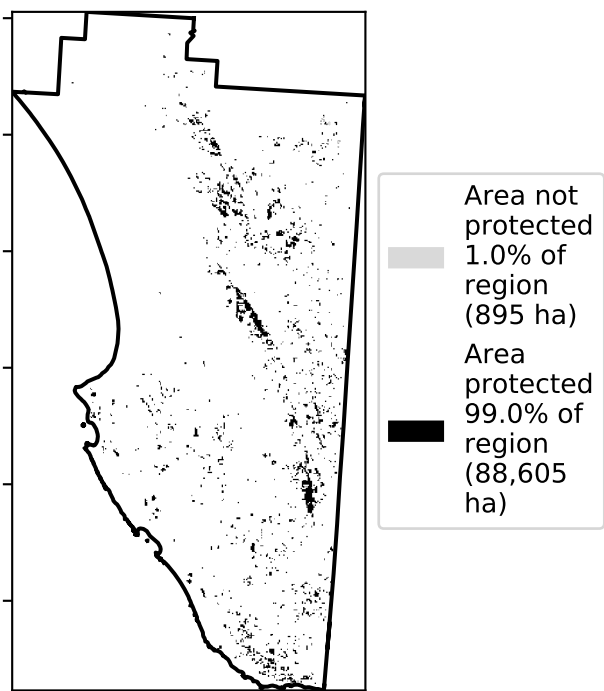 Area not
protected
1.0% of
region
(895 ha)
Area
protected
99.0% of
region
(88,605
ha)